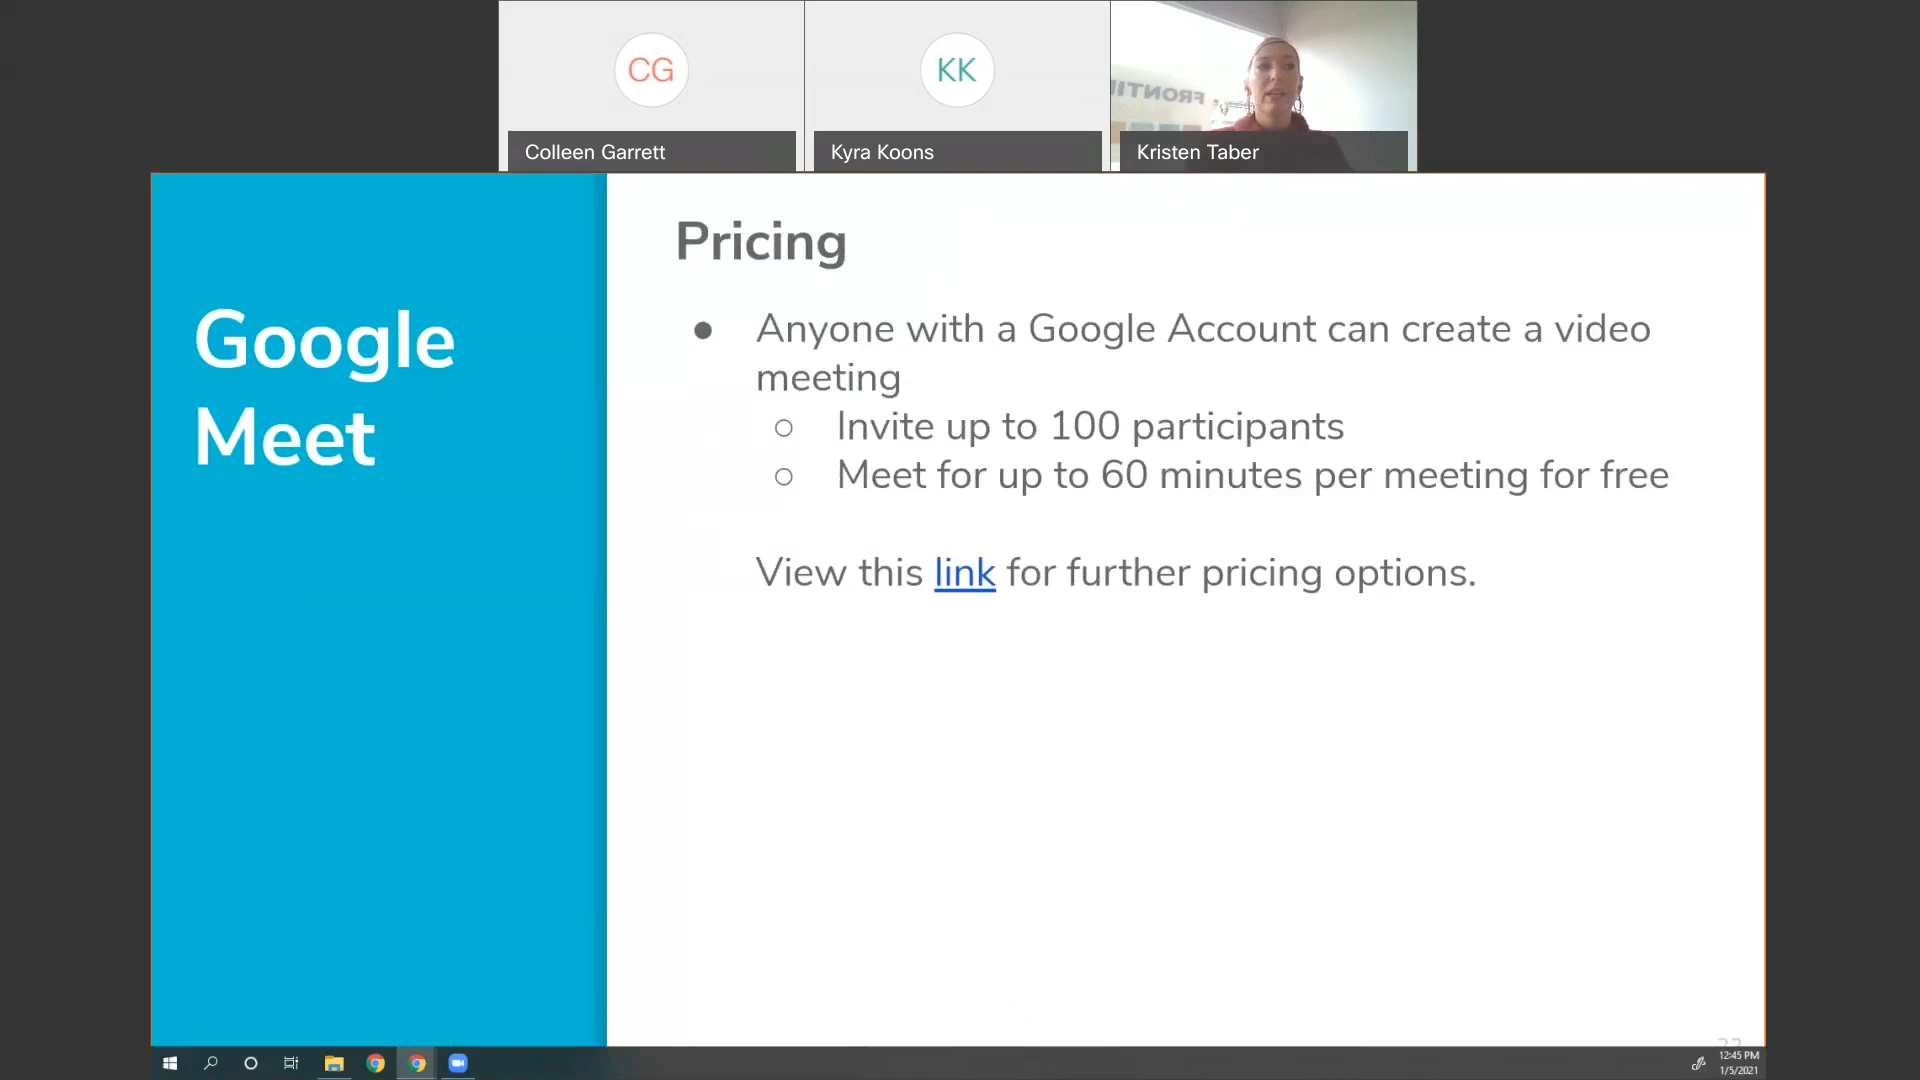 CG
KK
FRONTI
Colleen Garrett
Kyra Koons
Kristen Taber
Google
Meet
Pricing
● Anyone with a Google Account can create a video
meeting
○ Invite up to 100 participants
○ Meet for up to 60 minutes per meeting for free
View this link for further pricing options.
12:45 PM
1/5/2021